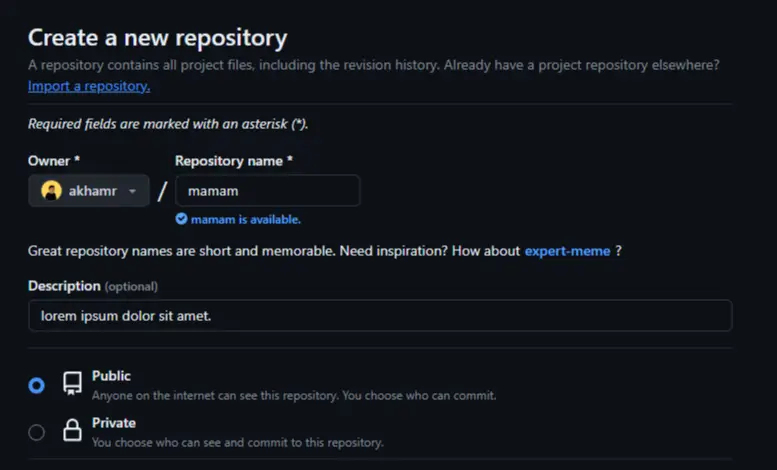 Create a new repository
A repository contains all project files, including the revision history. Already have a project repository elsewhere?
Import a repository.
Required fields are marked with an asterisk (*).
Owner * Repository name *
akhamr / mamam
mamam is available.
Great repository names are short and memorable. Need inspiration? How about expert-meme ?
Description (optional)
lorem ipsum dolor sit amet.
Public
Anyone on the internet can see this repository. You choose who can commit.
Private
You choose who can see and commit to this repository.